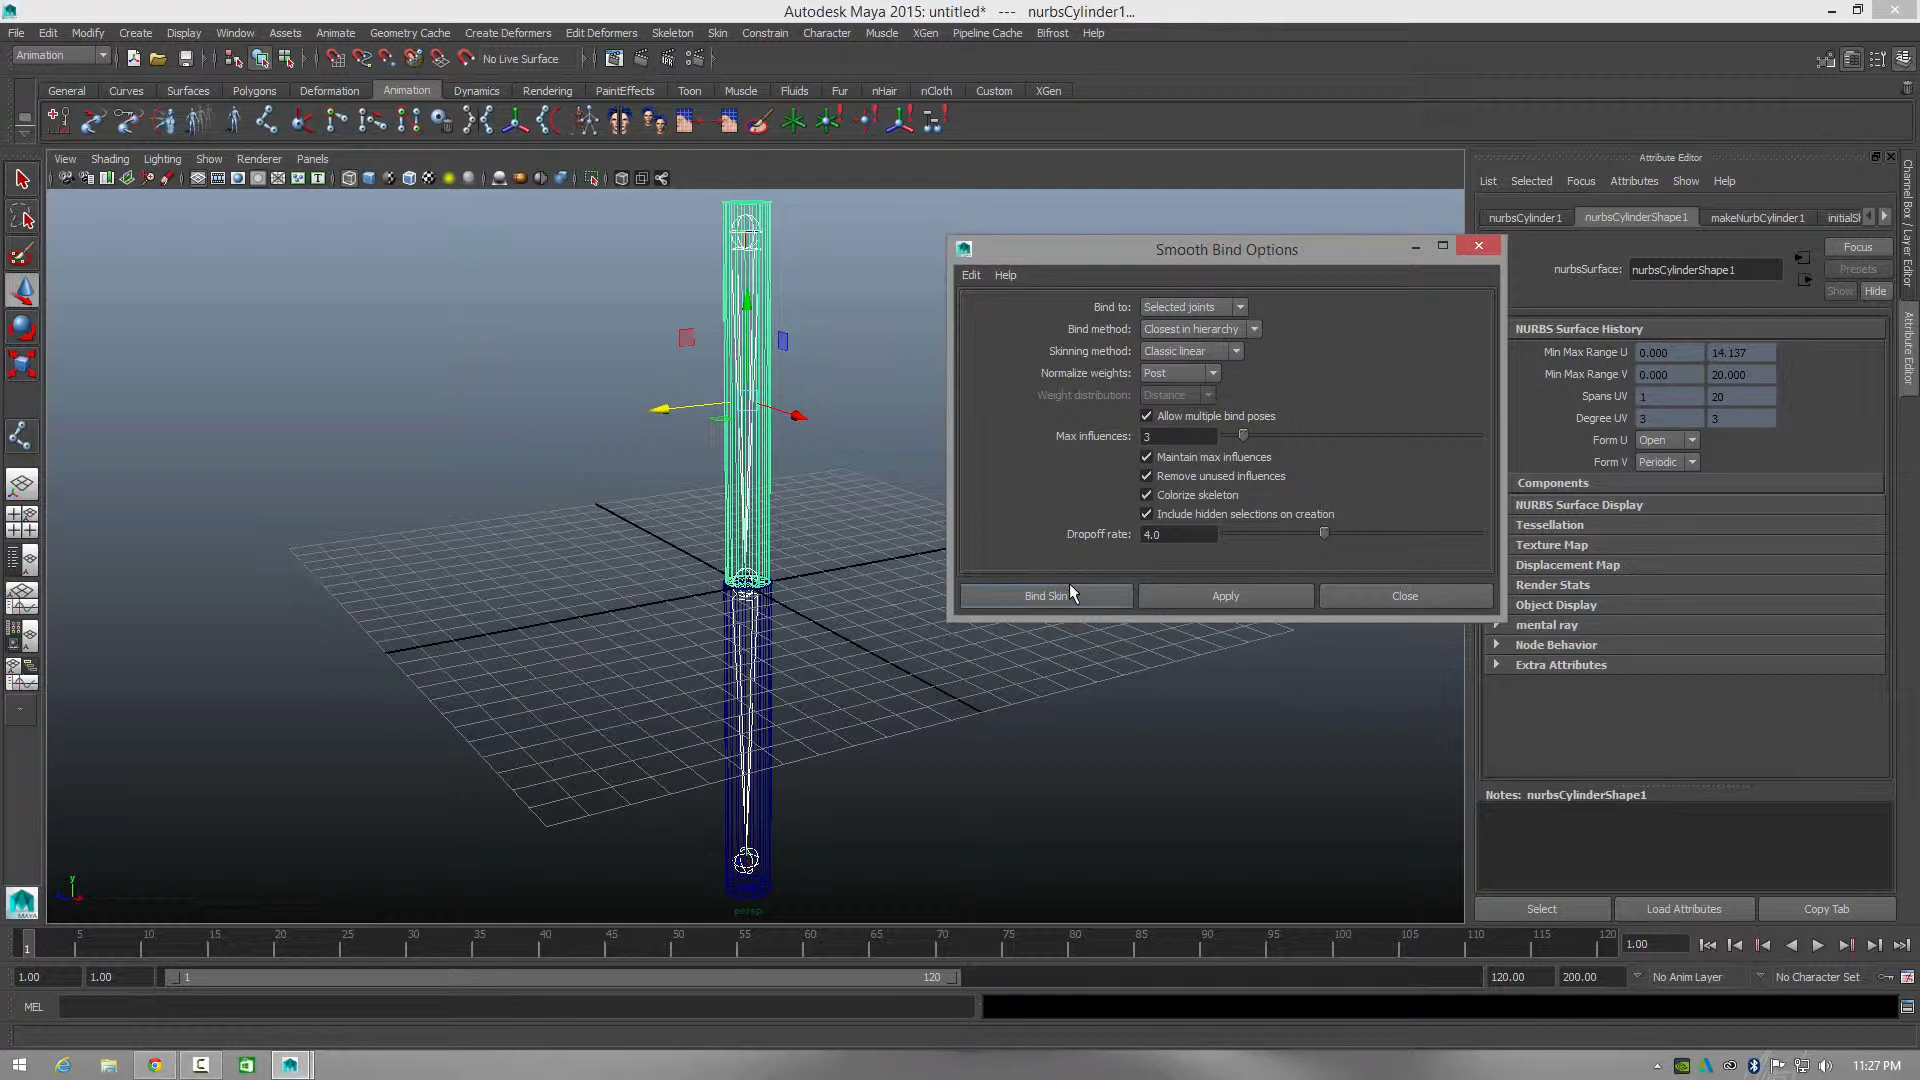 Autodesk Maya 2015: untitled* --- nurbsCylinder1...
File Edit Modify Create Display Window Assets Animate Geometry Cache Create Deformers Edit Deformers Skeleton Skin Constrain Character Muscle XGen Pipeline Cache Bifrost Help
Animation No Live Surface
General Curves Surfaces Polygons Deformation Animation Dynamics Rendering PaintEffects Toon Muscle Fluids Fur nHair nCloth Custom XGen
View Shading Lighting Show Renderer Panels
Attribute Editor
List Selected Focus Attributes Show Help
nurbsCylinder1 nurbsCylinderShape1 makeNurbCylinder1 initialSh
nurbsSurface: nurbsCylinderShape1
Focus
Presets
Show Hide
NURBS Surface History
Min Max Range U 0.000 14.137
Min Max Range V 0.000 20.000
Spans UV 1 20
Degree UV 3 3
Form U Open
Form V Periodic
Components
NURBS Surface Display
Tessellation
Texture Map
Displacement Map
Render Stats
Object Display
mental ray
Node Behavior
Extra Attributes
Notes: nurbsCylinderShape1
Select Load Attributes Copy Tab
Channel Box / Layer Editor
Attribute Editor
Smooth Bind Options
Edit Help
Bind to: Selected joints
Bind method: Closest in hierarchy
Skinning method: Classic linear
Normalize weights: Post
Weight distribution: Distance
Allow multiple bind poses
Max influences: 3
Maintain max influences
Remove unused influences
Colorize skeleton
Include hidden selections on creation
Dropoff rate: 4.0
Bind Skin Apply Close
y
persp
1 5 10 15 20 25 30 35 40 45 50 55 60 65 70 75 80 85 90 95 100 105 110 115 120 1.00
1.00 1.00 1 120 120.00 200.00 No Anim Layer No Character Set
MEL
MAYA
11:27 PM